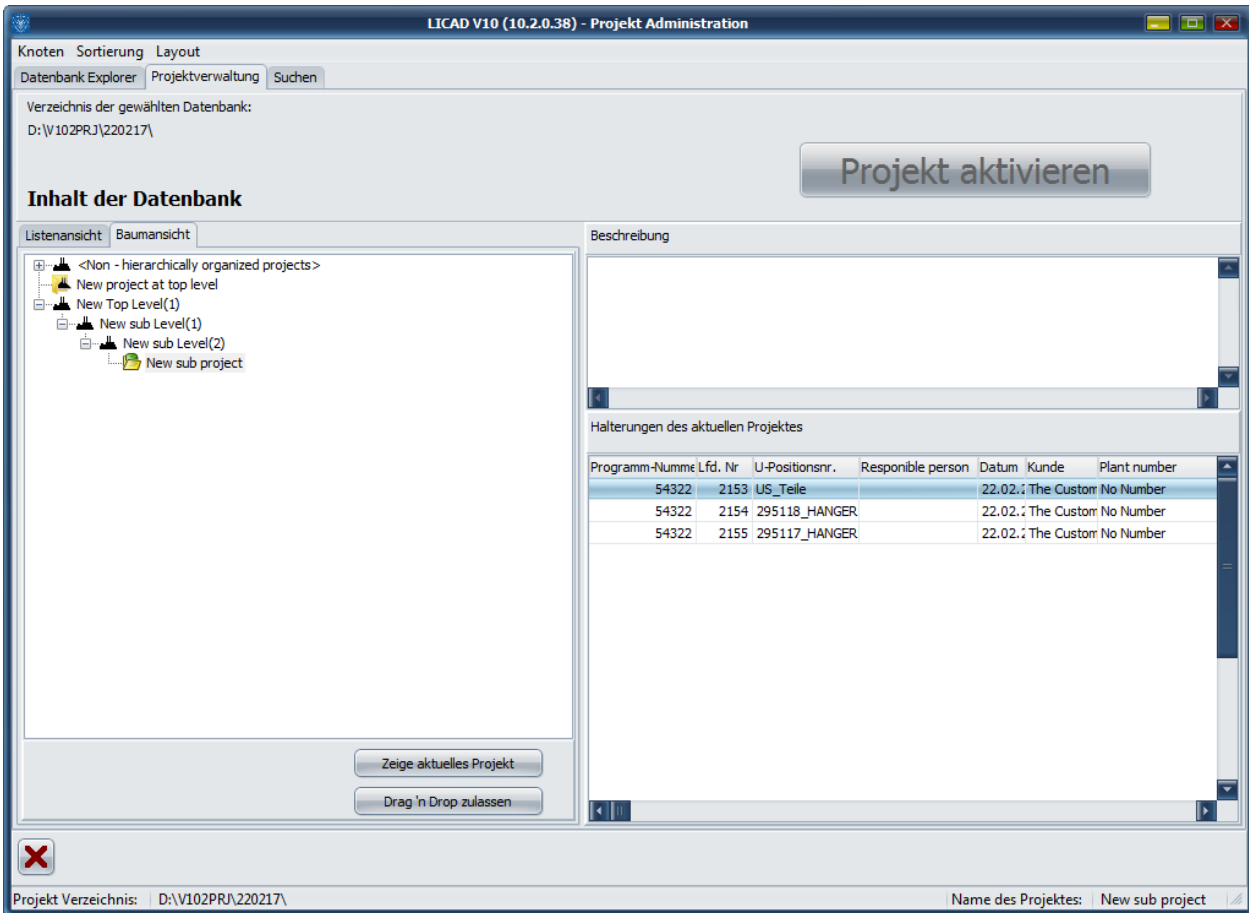 LICAD V10 (10.2.0.38) - Projekt Administration
Knoten Sortierung Layout
Datenbank Explorer Projektverwaltung Suchen
Verzeichnis der gewählten Datenbank:
D:\V102PRJ\220217\
Projekt aktivieren
Inhalt der Datenbank
Listenansicht Baumansicht
<Non - hierarchically organized projects>
New project at top level
New Top Level(1)
New sub Level(1)
New sub Level(2)
New sub project
Zeige aktuelles Projekt
Drag 'n Drop zulassen
Beschreibung
Halterungen des aktuellen Projektes
Programm-Numme Lfd. Nr U-Positionsnr. Responible person Datum Kunde Plant number
54322 2153 US_Teile 22.02.2 The Custom No Number
54322 2154 295118_HANGER 22.02.2 The Custom No Number
54322 2155 295117_HANGER 22.02.2 The Custom No Number
Projekt Verzeichnis: D:\V102PRJ\220217\ Name des Projektes: New sub project